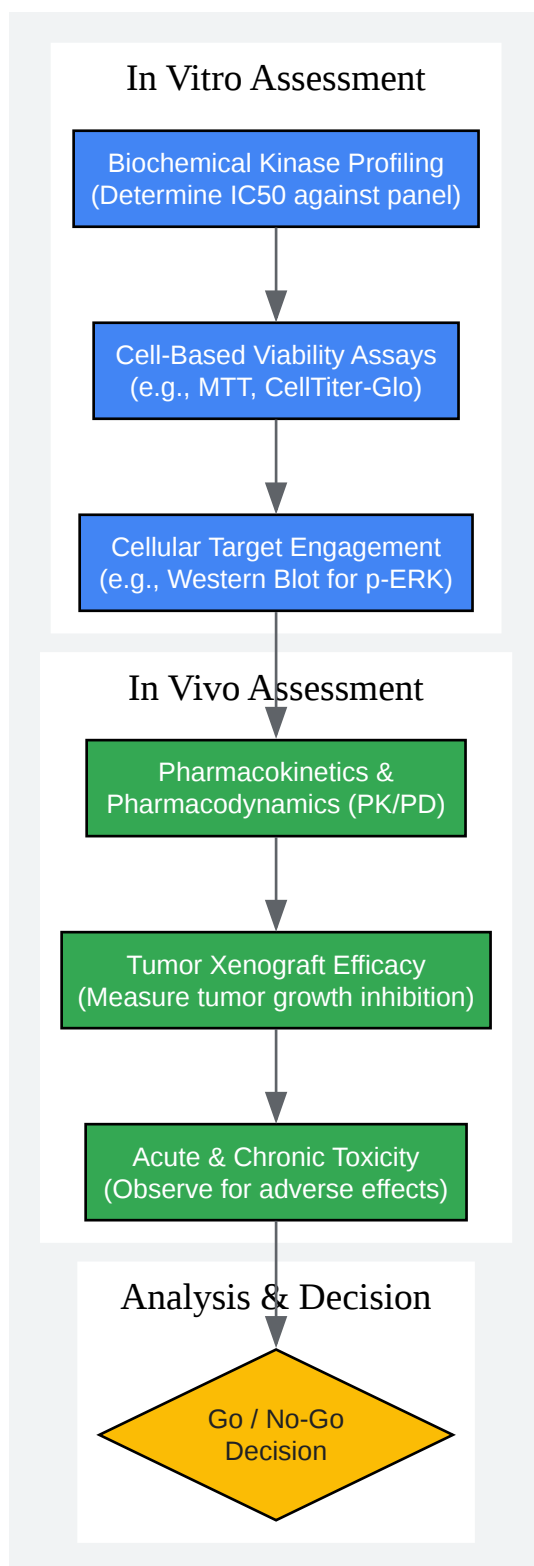 In Vitro Assessment
Biochemical Kinase Profiling
(Determine IC50 against panel)
Cell-Based Viability Assays
(e.g., MTT, CellTiter-Glo)
Cellular Target Engagement
(e.g., Western Blot for p-ERK)
In Vivo Assessment
Pharmacokinetics &
Pharmacodynamics (PK/PD)
Tumor Xenograft Efficacy
(Measure tumor growth inhibition)
Acute & Chronic Toxicity
(Observe for adverse effects)
Analysis & Decision
Go / No-Go
Decision